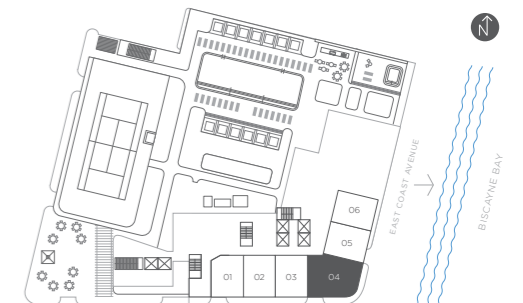 N
EAST COAST AVENUE
BISCAYNE BAY
06
05
01 02 03 04